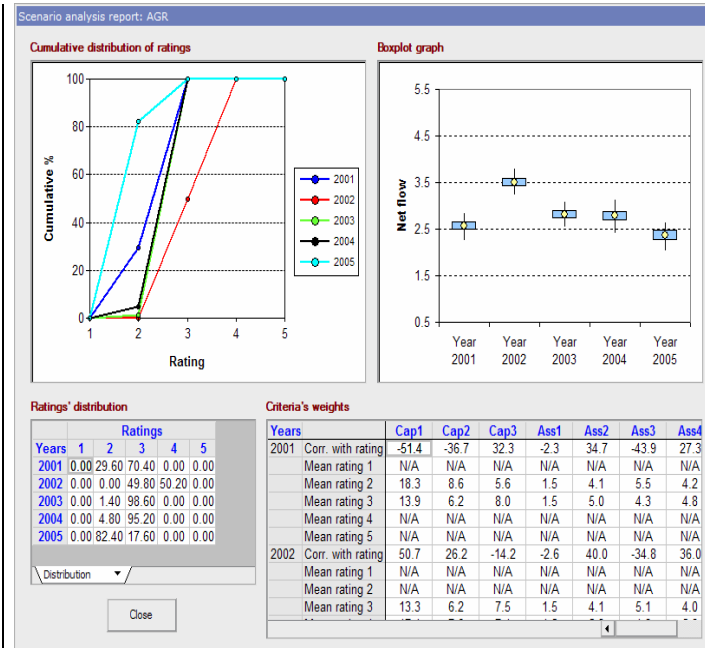 Scenario analysis report: AGR
Cumulative distribution of ratings
100
80
60
40
20
0
1 2 3 4 5
Cumulative %
Rating
2001
2002
2003
2004
2005
Boxplot graph
5.5
4.5
3.5
2.5
1.5
0.5
Net flow
Year Year Year Year Year
2001 2002 2003 2004 2005
Ratings' distribution
Ratings
Years 1 2 3 4 5
2001 0.00 29.60 70.40 0.00 0.00
2002 0.00 0.00 49.80 50.20 0.00
2003 0.00 1.40 98.60 0.00 0.00
2004 0.00 4.80 95.20 0.00 0.00
2005 0.00 82.40 17.60 0.00 0.00
Distribution
Close
Criteria's weights
Years Cap1 Cap2 Cap3 Ass1 Ass2 Ass3 Ass4
2001 Corr. with rating -51.4 -36.7 32.3 -2.3 34.7 -43.9 27.3
Mean rating 1 N/A N/A N/A N/A N/A N/A N/A
Mean rating 2 18.3 8.6 5.6 1.5 4.1 5.5 4.2
Mean rating 3 13.9 6.2 8.0 1.5 5.0 4.3 4.8
Mean rating 4 N/A N/A N/A N/A N/A N/A N/A
Mean rating 5 N/A N/A N/A N/A N/A N/A N/A
2002 Corr. with rating 50.7 26.2 -14.2 -2.6 40.0 -34.8 36.0
Mean rating 1 N/A N/A N/A N/A N/A N/A N/A
Mean rating 2 N/A N/A N/A N/A N/A N/A N/A
Mean rating 3 13.3 6.2 7.5 1.5 4.1 5.1 4.0